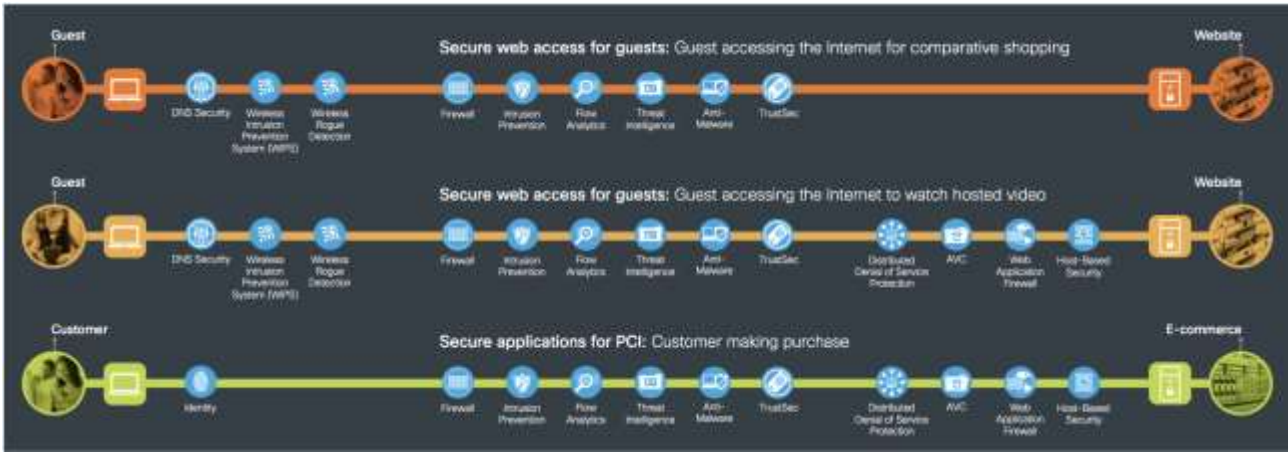 Guest
Secure web access for guests: Guest accessing the Internet for comparative shopping
Website
DNS Security
Wireless
Intrusion
Prevention
System (WIPS)
Wireless
Rogue
Detection
Firewall
Intrusion
Prevention
Flow
Analytics
Threat
Intelligence
Anti-
Malware
TrustSec
Guest
Secure web access for guests: Guest accessing the Internet to watch hosted video
Website
DNS Security
Wireless
Intrusion
Prevention
System (WIPS)
Wireless
Rogue
Detection
Firewall
Intrusion
Prevention
Flow
Analytics
Threat
Intelligence
Anti-
Malware
TrustSec
Distributed
Denial of Service
Protection
AVC
Web
Application
Firewall
Host-Based
Security
Customer
Secure applications for PCI: Customer making purchase
E-commerce
Identity
Firewall
Intrusion
Prevention
Flow
Analytics
Threat
Intelligence
Anti-
Malware
TrustSec
Distributed
Denial of Service
Protection
AVC
Web
Application
Firewall
Host-Based
Security